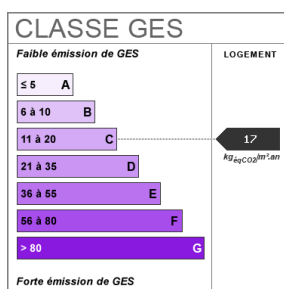 CLASSE GES
Faible émission de GES
LOGEMENT
≤ 5 A
6 à 10 B
11 à 20 C
17
kgéqCO2/m².an
21 à 35 D
36 à 55 E
56 à 80 F
> 80 G
Forte émission de GES